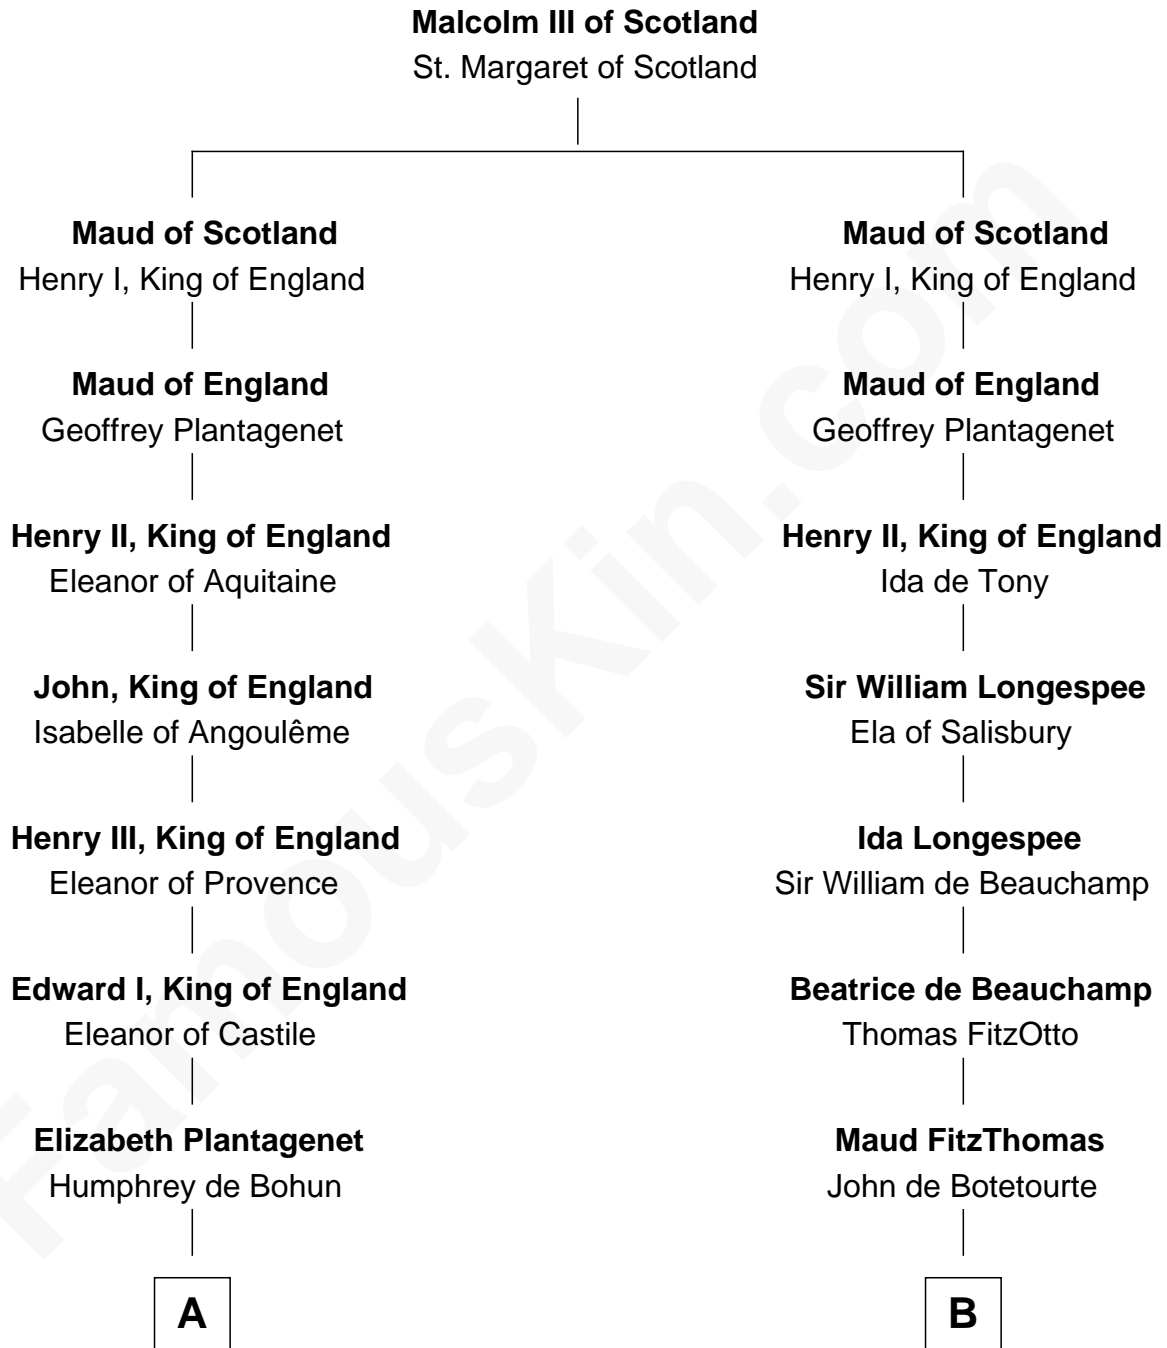 Malcolm III of Scotland
St. Margaret of Scotland
Maud of Scotland
Henry I, King of England
Maud of England
Geoffrey Plantagenet
Henry II, King of England
Eleanor of Aquitaine
John, King of England
Isabelle of Angoulême
Henry III, King of England
Eleanor of Provence
Edward I, King of England
Eleanor of Castile
Elizabeth Plantagenet
Humphrey de Bohun
A
Maud of Scotland
Henry I, King of England
Maud of England
Geoffrey Plantagenet
Henry II, King of England
Ida de Tony
Sir William Longespee
Ela of Salisbury
Ida Longespee
Sir William de Beauchamp
Beatrice de Beauchamp
Thomas FitzOtto
Maud FitzThomas
John de Botetourte
B
FamousKin.com